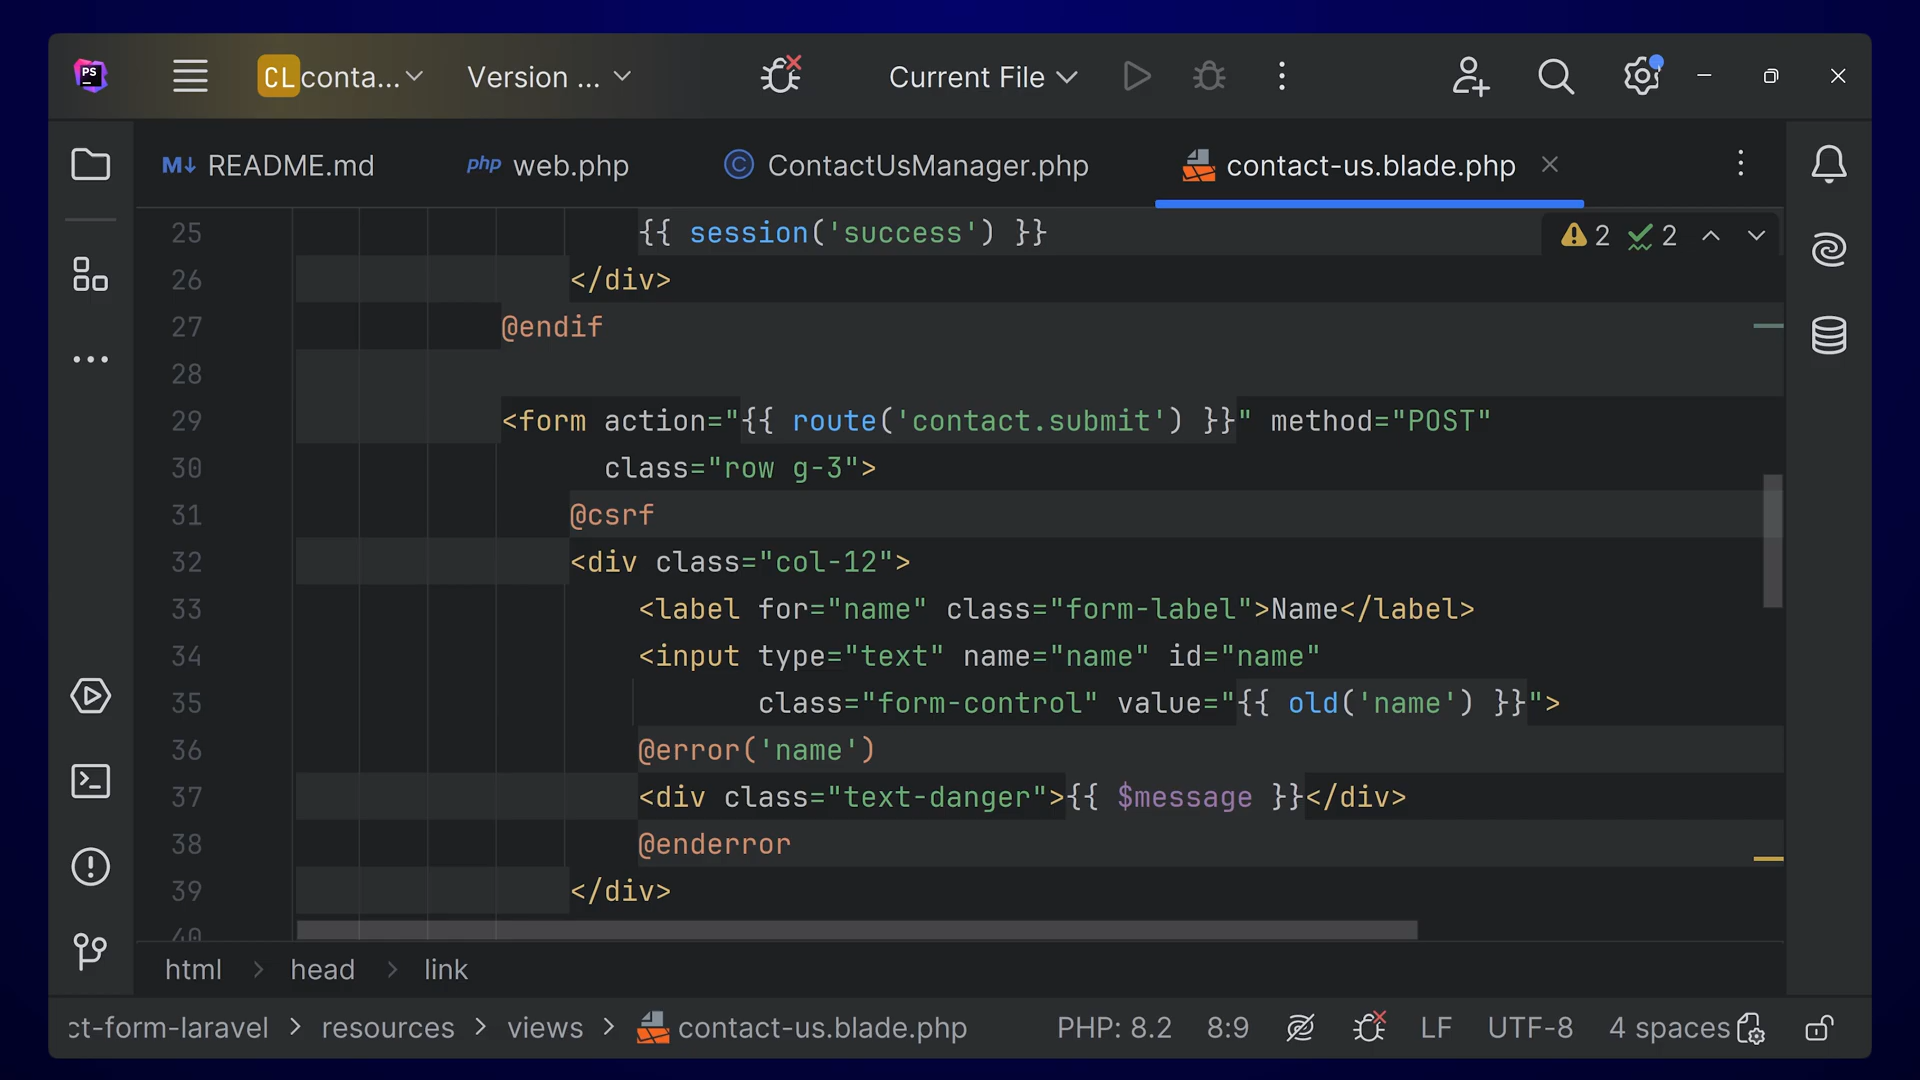 PS
CL conta... Version ... Current File
M↓ README.md php web.php © ContactUsManager.php contact-us.blade.php
25 {{ session('success') }}
2 2
26 </div>
27 @endif
28
29 <form action="{{ route('contact.submit') }}" method="POST"
30 class="row g-3">
31 @csrf
32 <div class="col-12">
33 <label for="name" class="form-label">Name</label>
34 <input type="text" name="name" id="name"
35 class="form-control" value="{{ old('name') }}">
36 @error('name')
37 <div class="text-danger">{{ $message }}</div>
38 @enderror
39 </div>
40
html > head > link
ct-form-laravel > resources > views > contact-us.blade.php PHP: 8.2 8:9 LF UTF-8 4 spaces